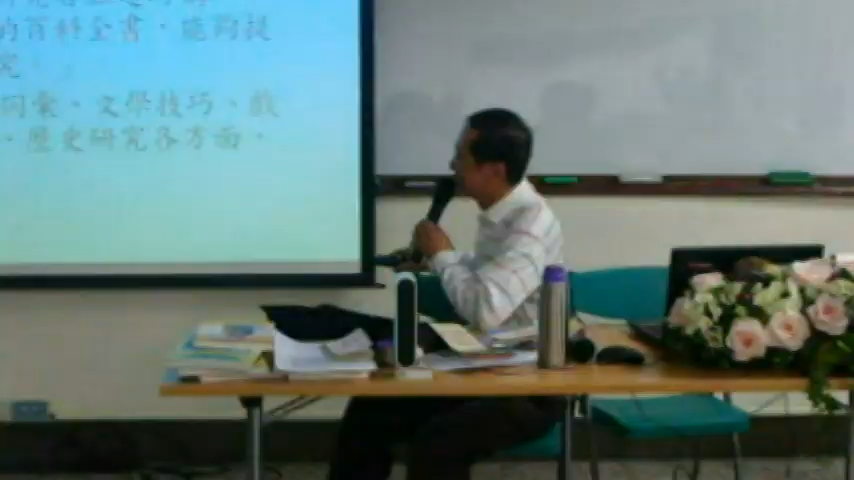 的百科全書，能夠提
究
詞彙、文學技巧、戲
、歷史研究各方面，